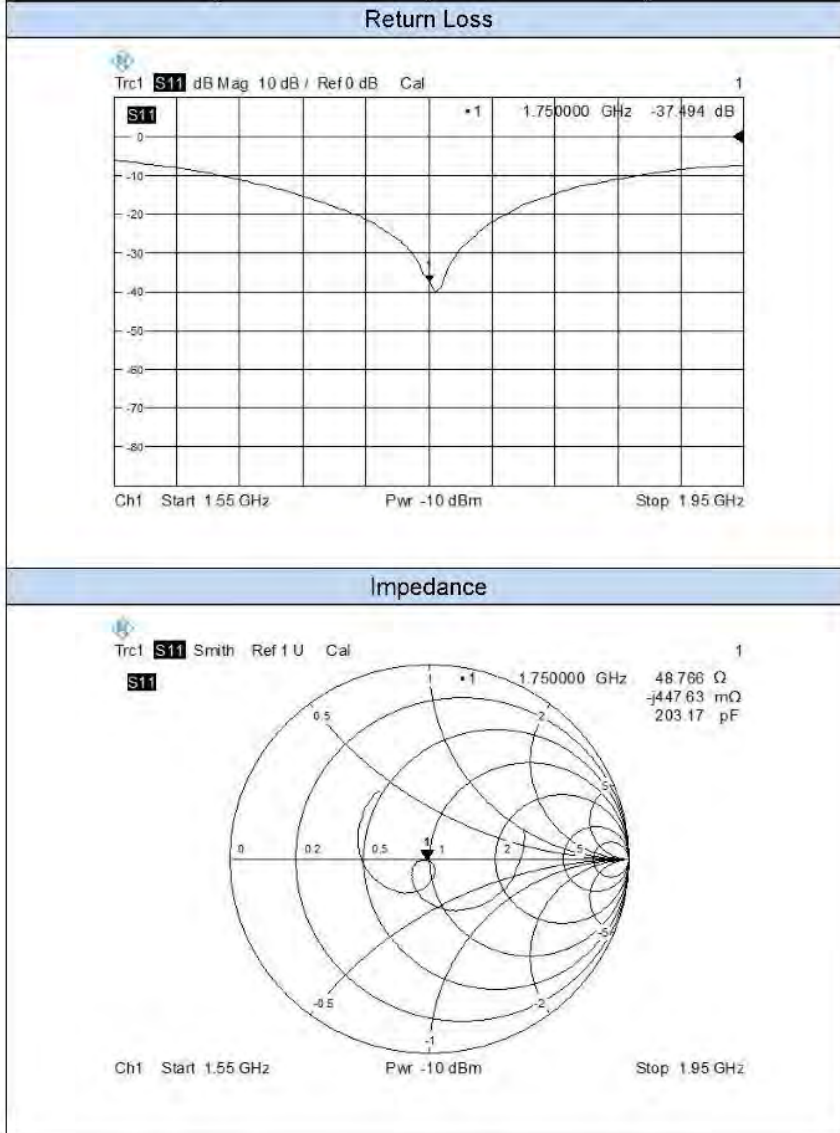 Return Loss
Trc1 S11 dB Mag 10 dB / Ref 0 dB Cal 1
S11 •1 1.750000 GHz -37.494 dB
0
-10
-20
-30
1
-40
-50
-60
-70
-80
Ch1 Start 1.55 GHz Pwr -10 dBm Stop 1.95 GHz
Impedance
Trc1 S11 Smith Ref 1 U Cal 1
S11 1 •1 1.750000 GHz 48.766 Ω
-j447.63 mΩ
203.17 pF
0.5 2
5
0 0.2 0.5 1 1 2 5
-5
-0.5 -2
-1
Ch1 Start 1.55 GHz Pwr -10 dBm Stop 1.95 GHz